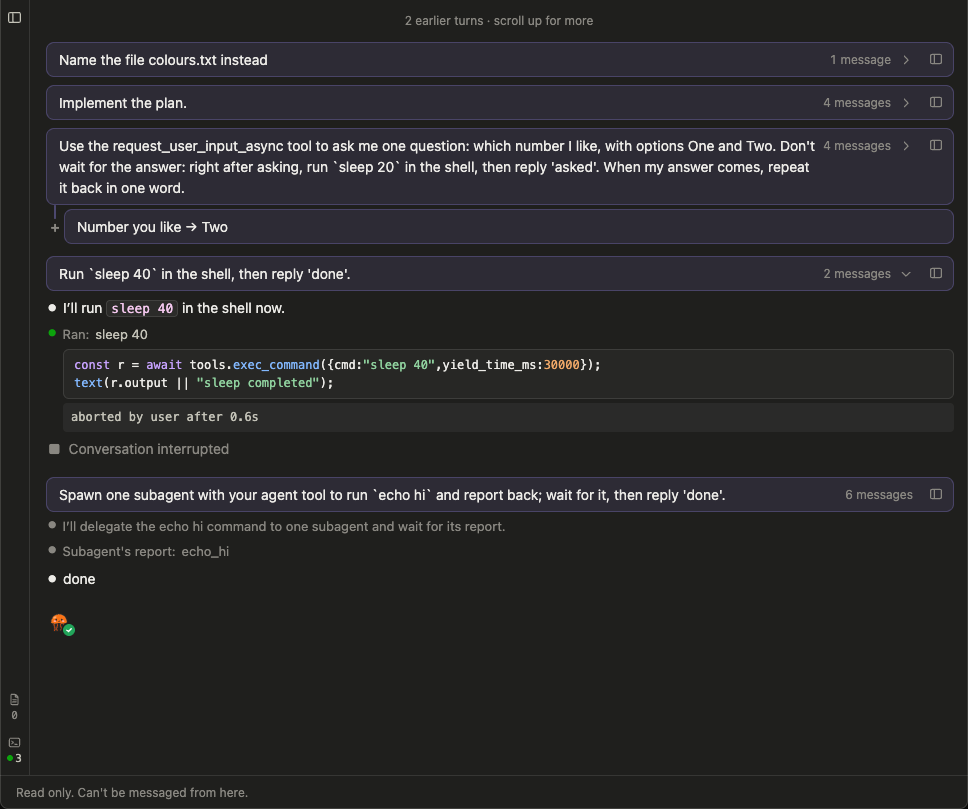 2 earlier turns · scroll up for more
Name the file colours.txt instead
1 message
Implement the plan.
4 messages
Use the request_user_input_async tool to ask me one question: which number I like, with options One and Two. Don't
4 messages
wait for the answer: right after asking, run `sleep 20` in the shell, then reply 'asked'. When my answer comes, repeat
it back in one word.
+ Number you like → Two
Run `sleep 40` in the shell, then reply 'done'.
2 messages
I’ll run sleep 40 in the shell now.
Ran: sleep 40
const r = await tools.exec_command({cmd:"sleep 40",yield_time_ms:30000});
text(r.output || "sleep completed");
aborted by user after 0.6s
Conversation interrupted
Spawn one subagent with your agent tool to run `echo hi` and report back; wait for it, then reply 'done'.
6 messages
I’ll delegate the echo hi command to one subagent and wait for its report.
Subagent's report: echo_hi
done
0
3
Read only. Can't be messaged from here.